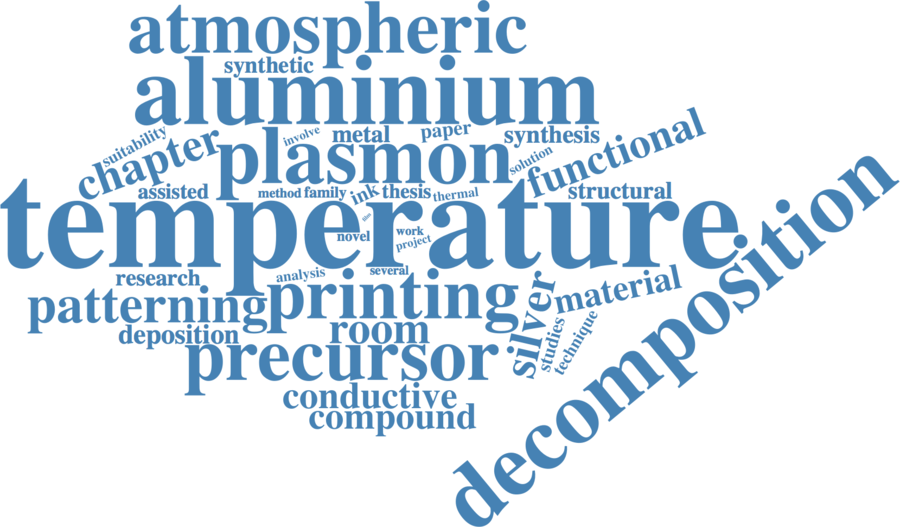 atmospheric
synthetic
aluminium
suitability
chapter
involve
metal
paper
synthesis
plasmon
solution
functional
assisted
method
family
ink
thesis
thermal
structural
temperature
novel
work
project
decomposition
research
analysis
several
patterning
printing
silver
material
deposition
room
studies
technique
precursor
conductive
compound